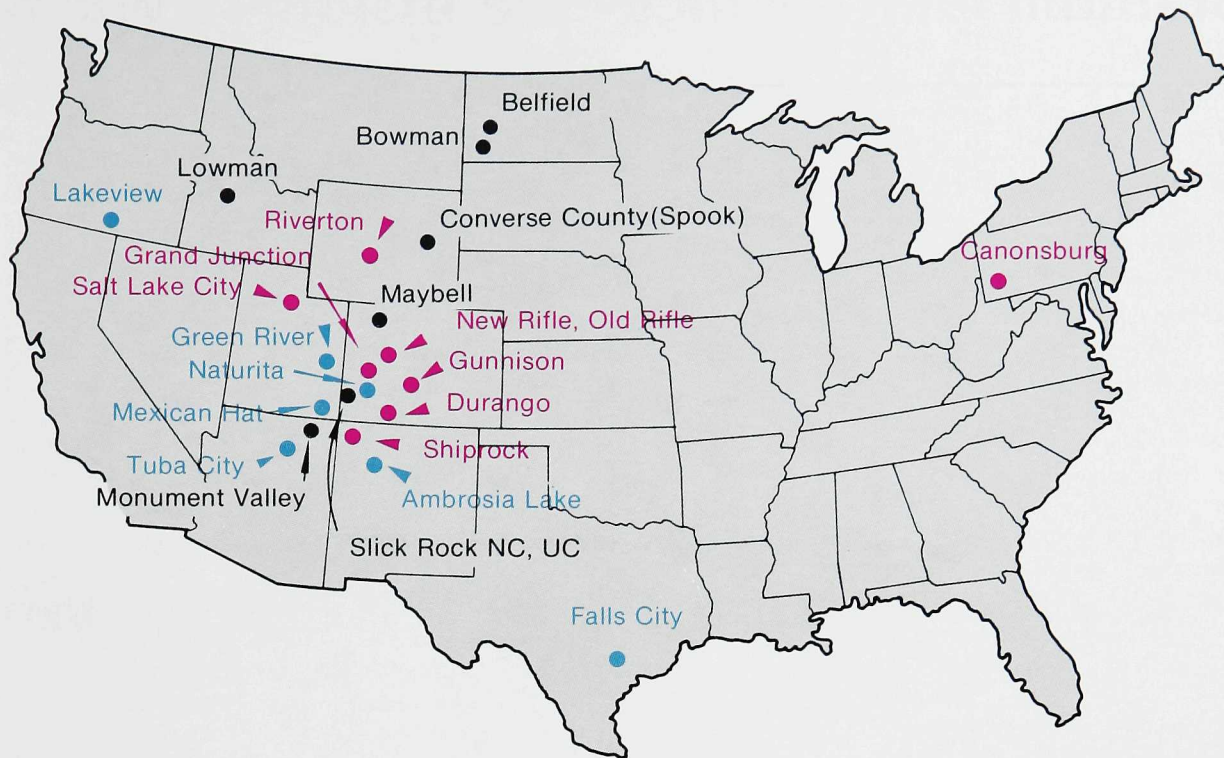 Belfield
Bowman
Lowman
Lakeview
Riverton
Converse County(Spook)
Grand Junction
Canonsburg
Salt Lake City
Maybell
New Rifle, Old Rifle
Green River
Gunnison
Naturita
Durango
Mexican Hat
Shiprock
Tuba City
Monument Valley
Ambrosia Lake
Slick Rock NC, UC
Falls City